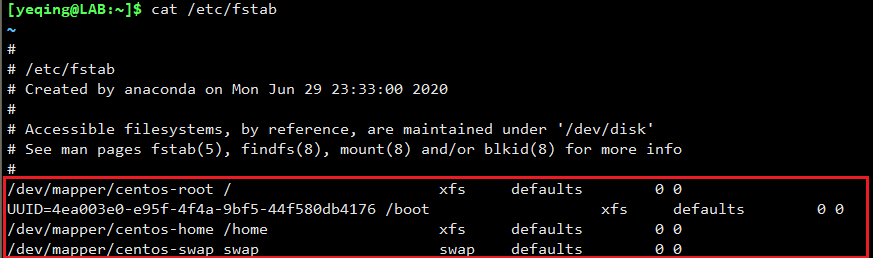 [yeqing@LAB:~]$ cat /etc/fstab
~
#
# /etc/fstab
# Created by anaconda on Mon Jun 29 23:33:00 2020
#
# Accessible filesystems, by reference, are maintained under '/dev/disk'
# See man pages fstab(5), findfs(8), mount(8) and/or blkid(8) for more info
#
/dev/mapper/centos-root / xfs defaults 0 0
UUID=4ea003e0-e95f-4f4a-9bf5-44f580db4176 /boot xfs defaults 0 0
/dev/mapper/centos-home /home xfs defaults 0 0
/dev/mapper/centos-swap swap swap defaults 0 0